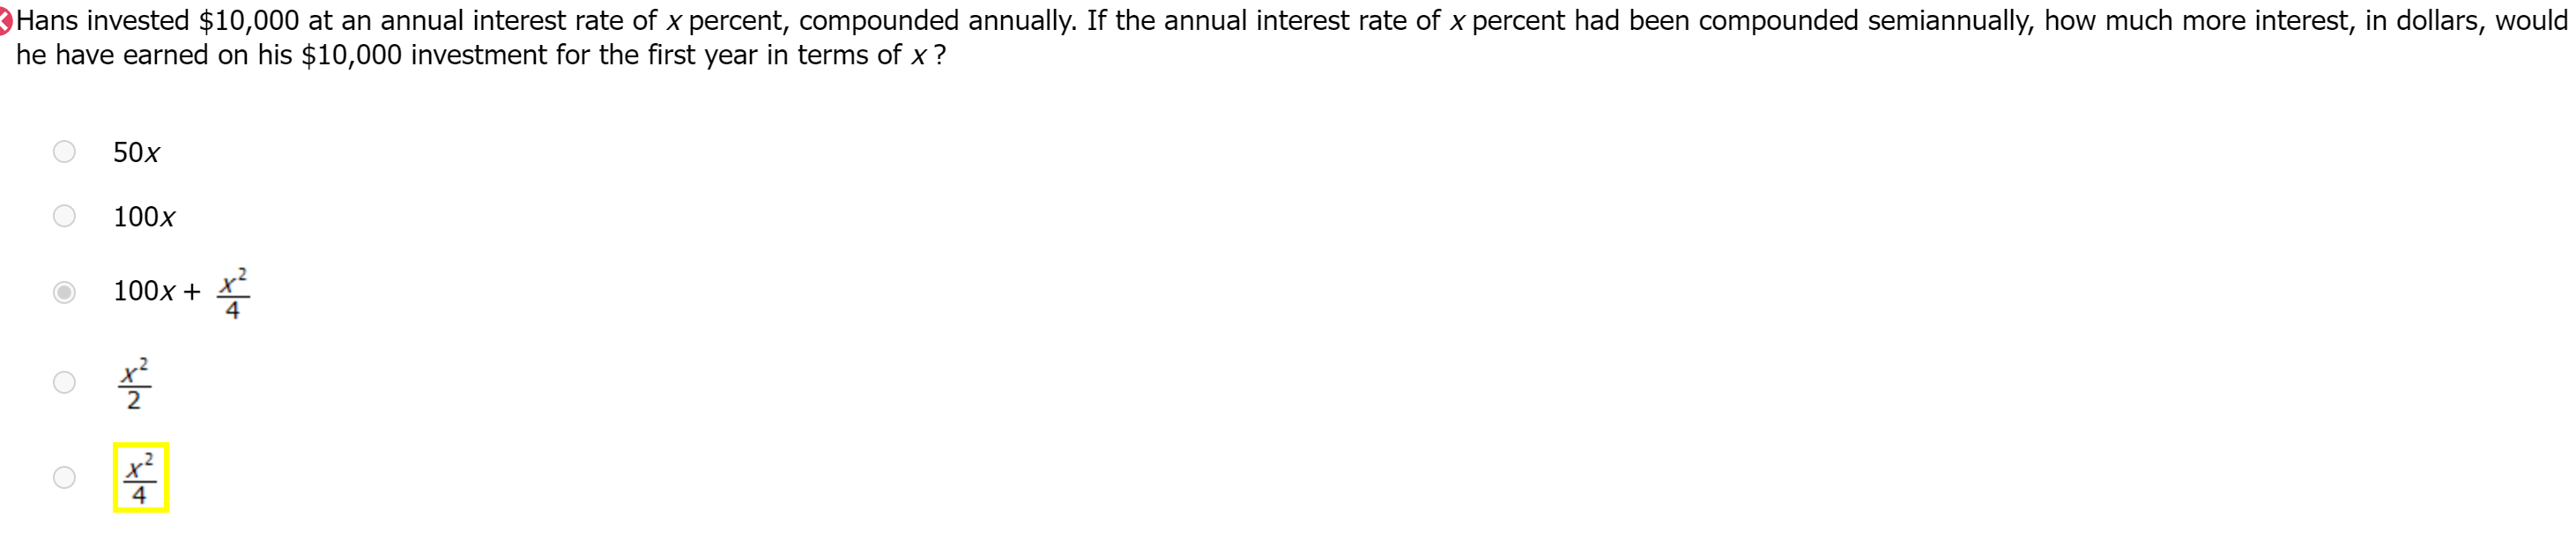 Hans invested $10,000 at an annual interest rate of x percent, compounded annually. If the annual interest rate of x percent had been compounded semiannually, how much more interest, in dollars, would
he have earned on his $10,000 investment for the first year in terms of x ?
50x
100x
100x + x²/4
x²/2
x²/4